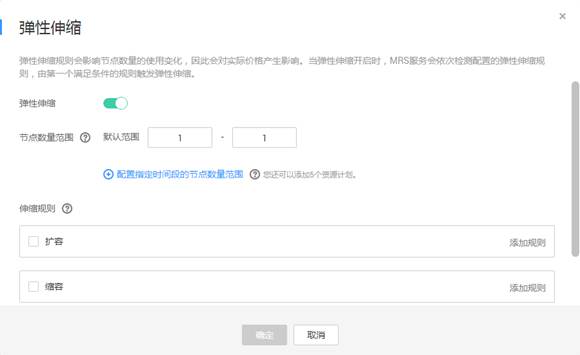 弹性伸缩
弹性伸缩规则会影响节点数量的使用变化，因此会对实际价格产生影响。当弹性伸缩开启时，MRS服务会依次检测配置的弹性伸缩规
则，由第一个满足条件的规则触发弹性伸缩。
弹性伸缩
节点数量范围 ? 默认范围 1 - 1
配置指定时间段的节点数量范围 ? 您还可以添加5个资源计划。
伸缩规则 ?
扩容 添加规则
缩容 添加规则
确定 取消